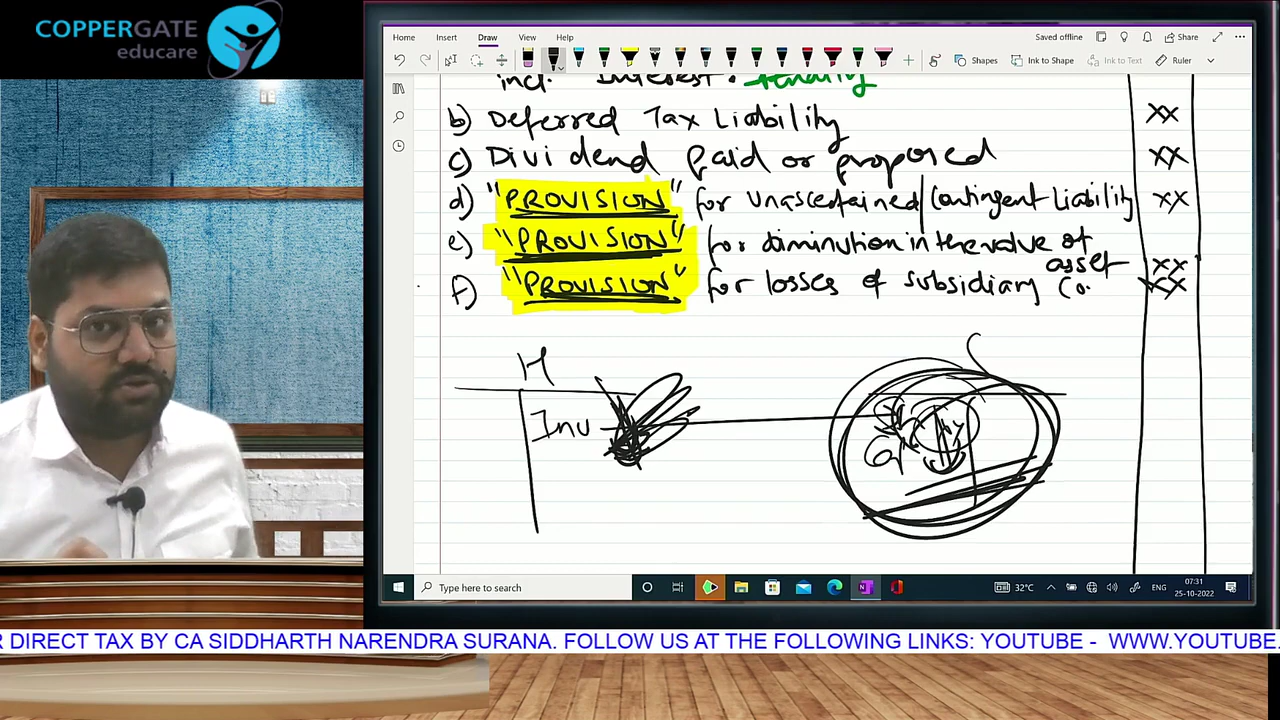 COPPERGATE
educare
Home Insert Draw View Help
Saved offline
Share
Shapes
Ink to Shape
Ink to Text
Ruler
incl. Interest. Penalty
b) Deferred Tax Liability XX
c) Dividend paid or proposed XX
d) "PROVISION" for Unascertained/Contingent Liability XX
e) "PROVISION" for diminution in the value of
asset XX
f) "PROVISION" for losses of subsidiary Co. XX
H
Inv
Type here to search
32°C
ENG
07:31
25-10-2022
R DIRECT TAX BY CA SIDDHARTH NARENDRA SURANA. FOLLOW US AT THE FOLLOWING LINKS: YOUTUBE - WWW.YOUTUBE.